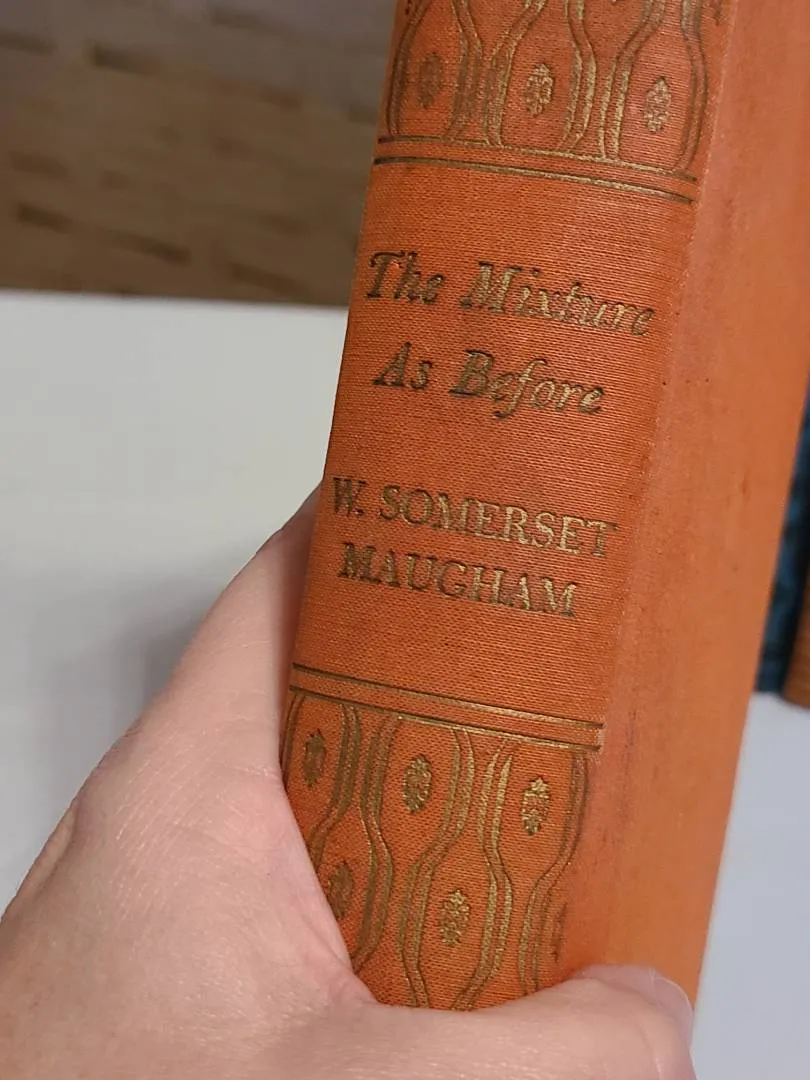 The Mixture
As Before
W. SOMERSET
MAUGHAM